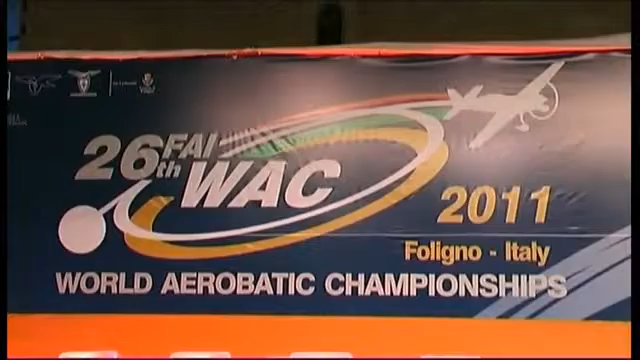 26th FAI
WAC
2011
Foligno - Italy
WORLD AEROBATIC CHAMPIONSHIPS